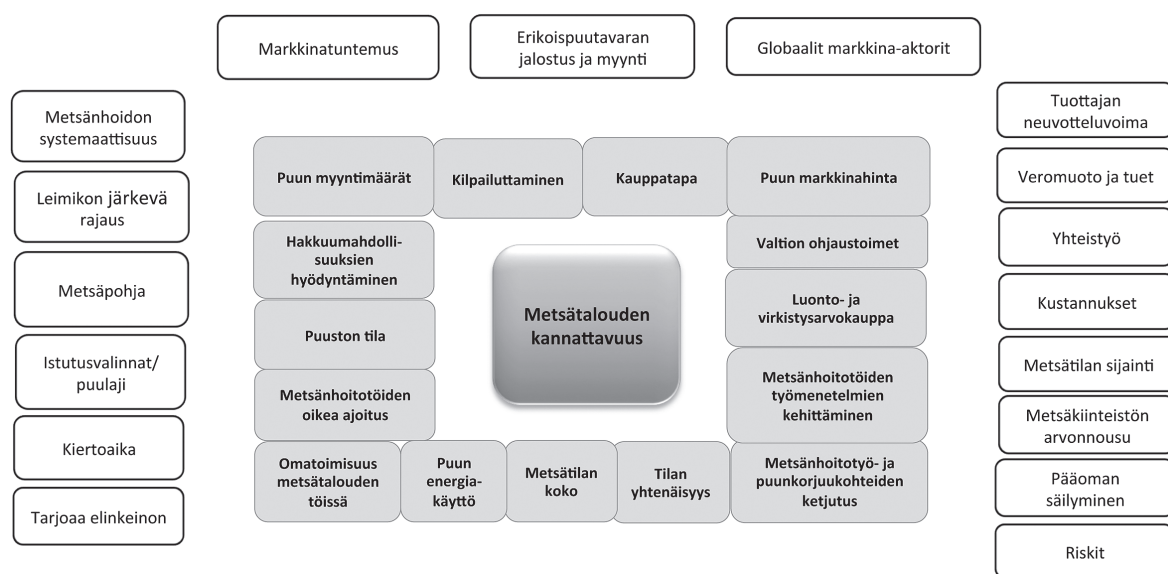 Markkinatuntemus
Erikoispuutavaran
jalostus ja myynti
Globaalit markkina-aktorit
Metsänhoidon
systemaattisuus
Leimikon järkevä
rajaus
Metsäpohja
Istutusvalinnat/
puulaji
Kiertoaika
Tarjoaa elinkeinon
Puun myyntimäärät
Kilpailuttaminen
Kauppatapa
Puun markkinahinta
Hakkuumahdolli-
suuksien
hyödyntäminen
Puuston tila
Metsänhoitotöiden
oikea ajoitus
Omatoimisuus
metsätalouden
töissä
Puun
energia-
käyttö
Metsätilan
koko
Tilan
yhtenäisyys
Metsänhoitotyö- ja
puunkorjuukohteiden
ketjutus
Valtion ohjaustoimet
Luonto- ja
virkistysarvokauppa
Metsänhoitotöiden
työmenetelmien
kehittäminen
Metsätalouden
kannattavuus
Tuottajan
neuvotteluvoima
Veromuoto ja tuet
Yhteistyö
Kustannukset
Metsätilan sijainti
Metsäkiinteistön
arvonnousu
Pääoman
säilyminen
Riskit